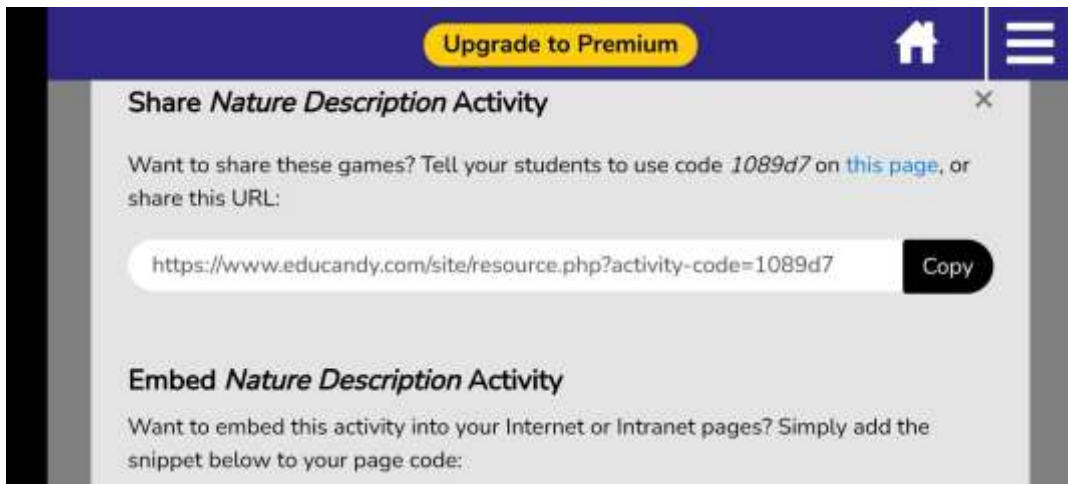 Upgrade to Premium
Share Nature Description Activity
×
Want to share these games? Tell your students to use code 1089d7 on this page, or
share this URL:
https://www.educandy.com/site/resource.php?activity-code=1089d7
Copy
Embed Nature Description Activity
Want to embed this activity into your Internet or Intranet pages? Simply add the
snippet below to your page code: